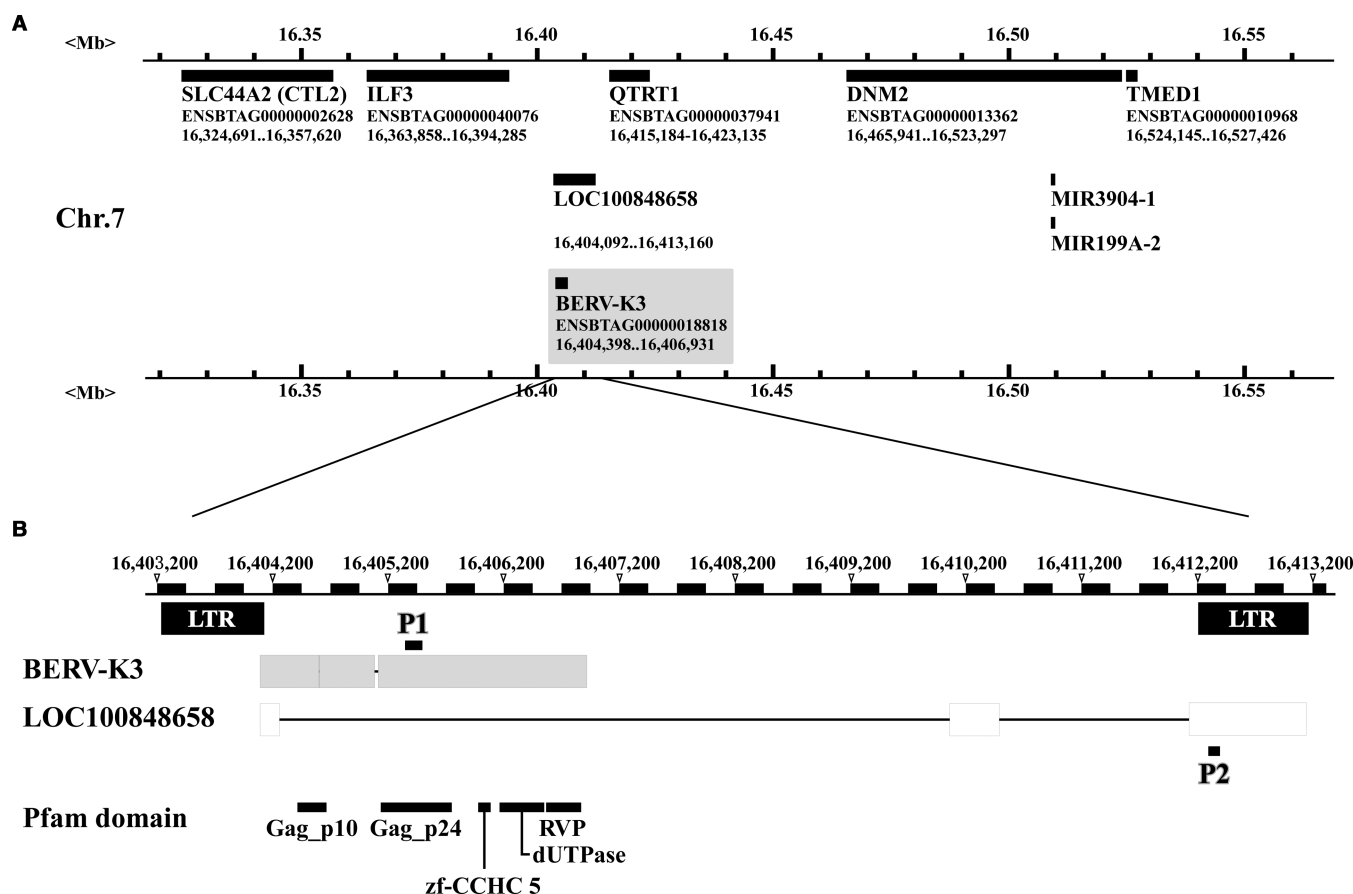 A
<Mb>
16.35 16.40 16.45 16.50 16.55
SLC44A2 (CTL2) ILF3 QTRT1 DNM2 TMED1
ENSBTAG00000002628 ENSBTAG00000040076 ENSBTAG00000037941 ENSBTAG00000013362 ENSBTAG00000010968
16,324,691..16,357,620 16,363,858..16,394,285 16,415,184-16,423,135 16,465,941..16,523,297 16,524,145..16,527,426
LOC100848658 MIR3904-1
Chr.7
16,404,092..16,413,160 MIR199A-2
BERV-K3
ENSBTAG00000018818
16,404,398..16,406,931
<Mb> 16.35 16.40 16.45 16.50 16.55
B
16,403,200 16,404,200 16,405,200 16,406,200 16,407,200 16,408,200 16,409,200 16,410,200 16,411,200 16,412,200 16,413,200
LTR P1 LTR
BERV-K3
LOC100848658
P2
Pfam domain
Gag_p10 Gag_p24 RVP
dUTPase
zf-CCHC 5